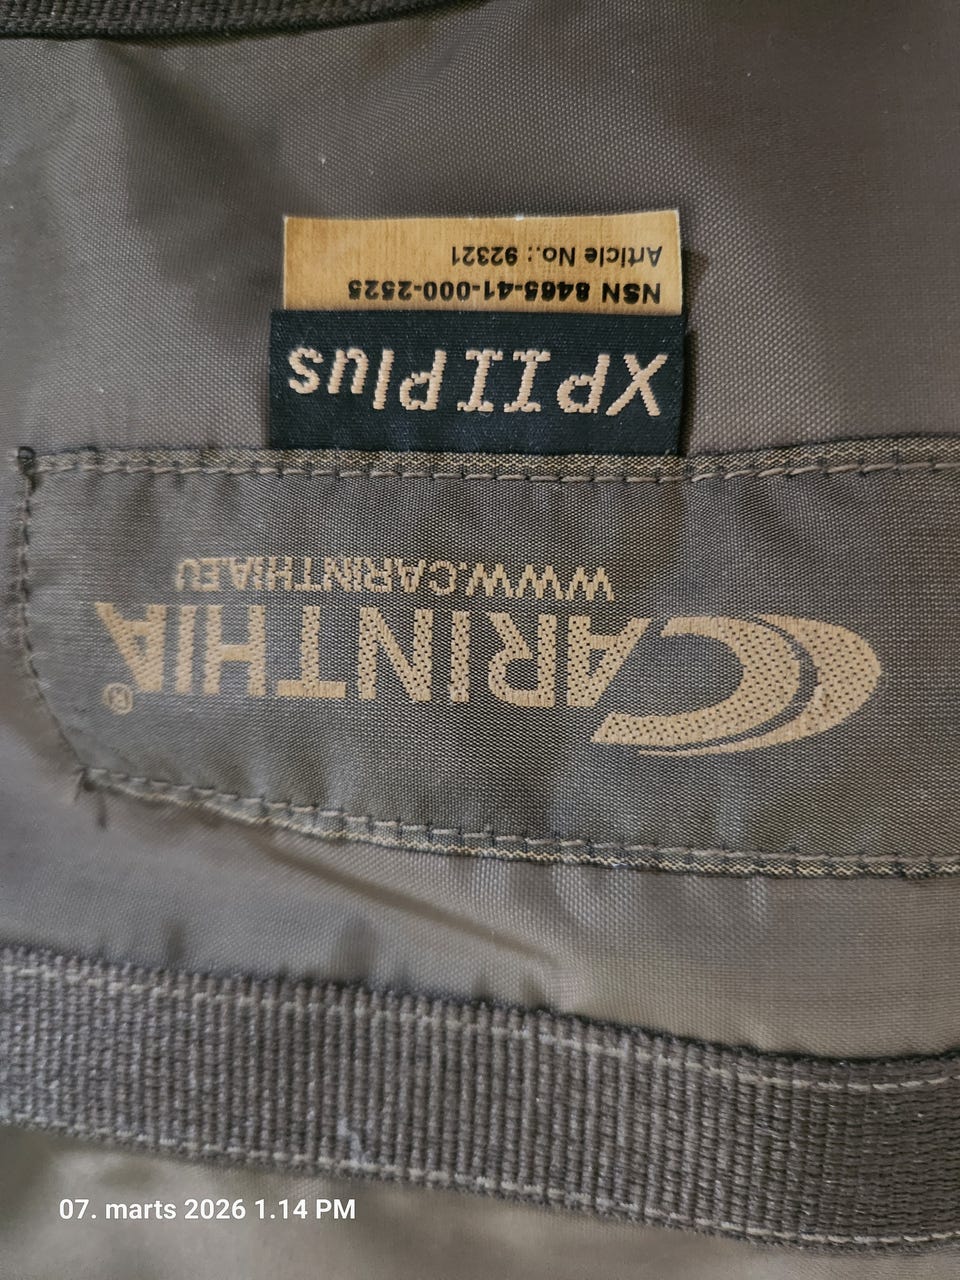 CARINTHIA®
WWW.CARINTHIA.EU
XPIIPlus
NSN 8465-41-000-2525
Article No.: 92321
07. marts 2026 1.14 PM